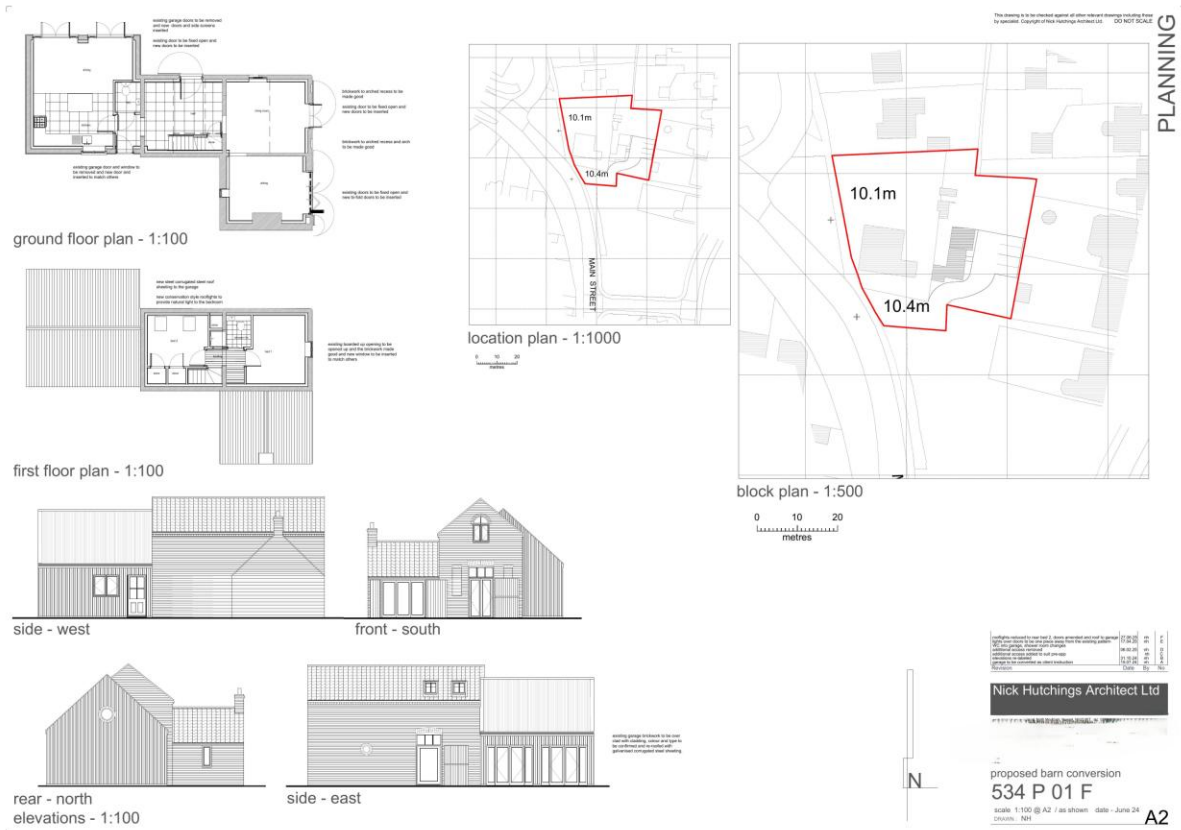 This drawing is to be checked against all other relevant drawings including those
by specialist. Copyright of Nick Hutchings Architect Ltd. DO NOT SCALE
PLANNING
existing garage doors to be removed
and new doors and side screens
inserted
existing door to be fixed open and
new doors to be inserted
brickwork to arched recess to be
made good
existing door to be fixed open and
new doors to be inserted
brickwork to arched recess and arch
to be made good
existing doors to be fixed open and
new bi-fold doors to be inserted
existing garage door and window to
be removed and new door and
inserted to match others
ground floor plan - 1:100
new steel corrugated steel roof
sheeting to the garage
new conservation style rooflights to
provide natural light to the bedroom
existing boarded up opening to be
opened up and the brickwork made
good and new window to be inserted
to match others
first floor plan - 1:100
10.1m
10.4m
MAIN STREET
location plan - 1:1000
0 10 20
metres
10.1m
10.4m
block plan - 1:500
0 10 20
metres
side - west
front - south
rear - north
elevations - 1:100
side - east
existing garage brickwork to be over
clad with cladding, colour and type to
be confirmed and re-roofed with
galvanised corrugated steel sheeting
N
Revision Date By No
Nick Hutchings Architect Ltd
proposed barn conversion
534 P 01 F
scale 1:100 @ A2 / as shown date - June 24
DRAWN: NH
A2